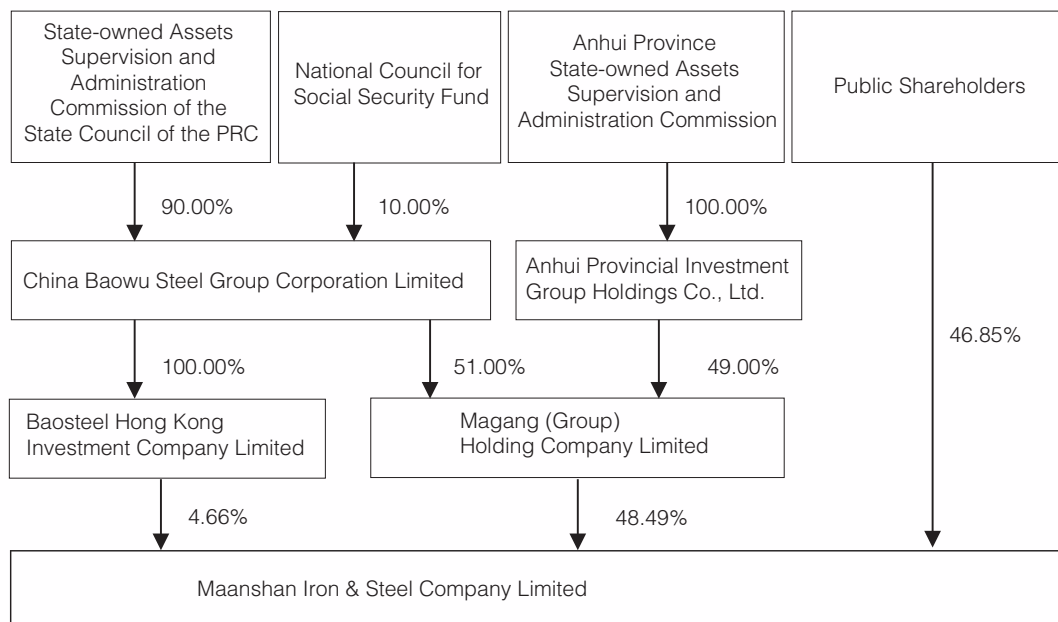 State-owned Assets
Supervision and
Administration
Commission of the
State Council of the PRC
National Council for
Social Security Fund
Anhui Province
State-owned Assets
Supervision and
Administration Commission
Public Shareholders
90.00%
10.00%
100.00%
China Baowu Steel Group Corporation Limited
Anhui Provincial Investment
Group Holdings Co., Ltd.
46.85%
100.00%
51.00%
49.00%
Baosteel Hong Kong
Investment Company Limited
Magang (Group)
Holding Company Limited
4.66%
48.49%
Maanshan Iron & Steel Company Limited